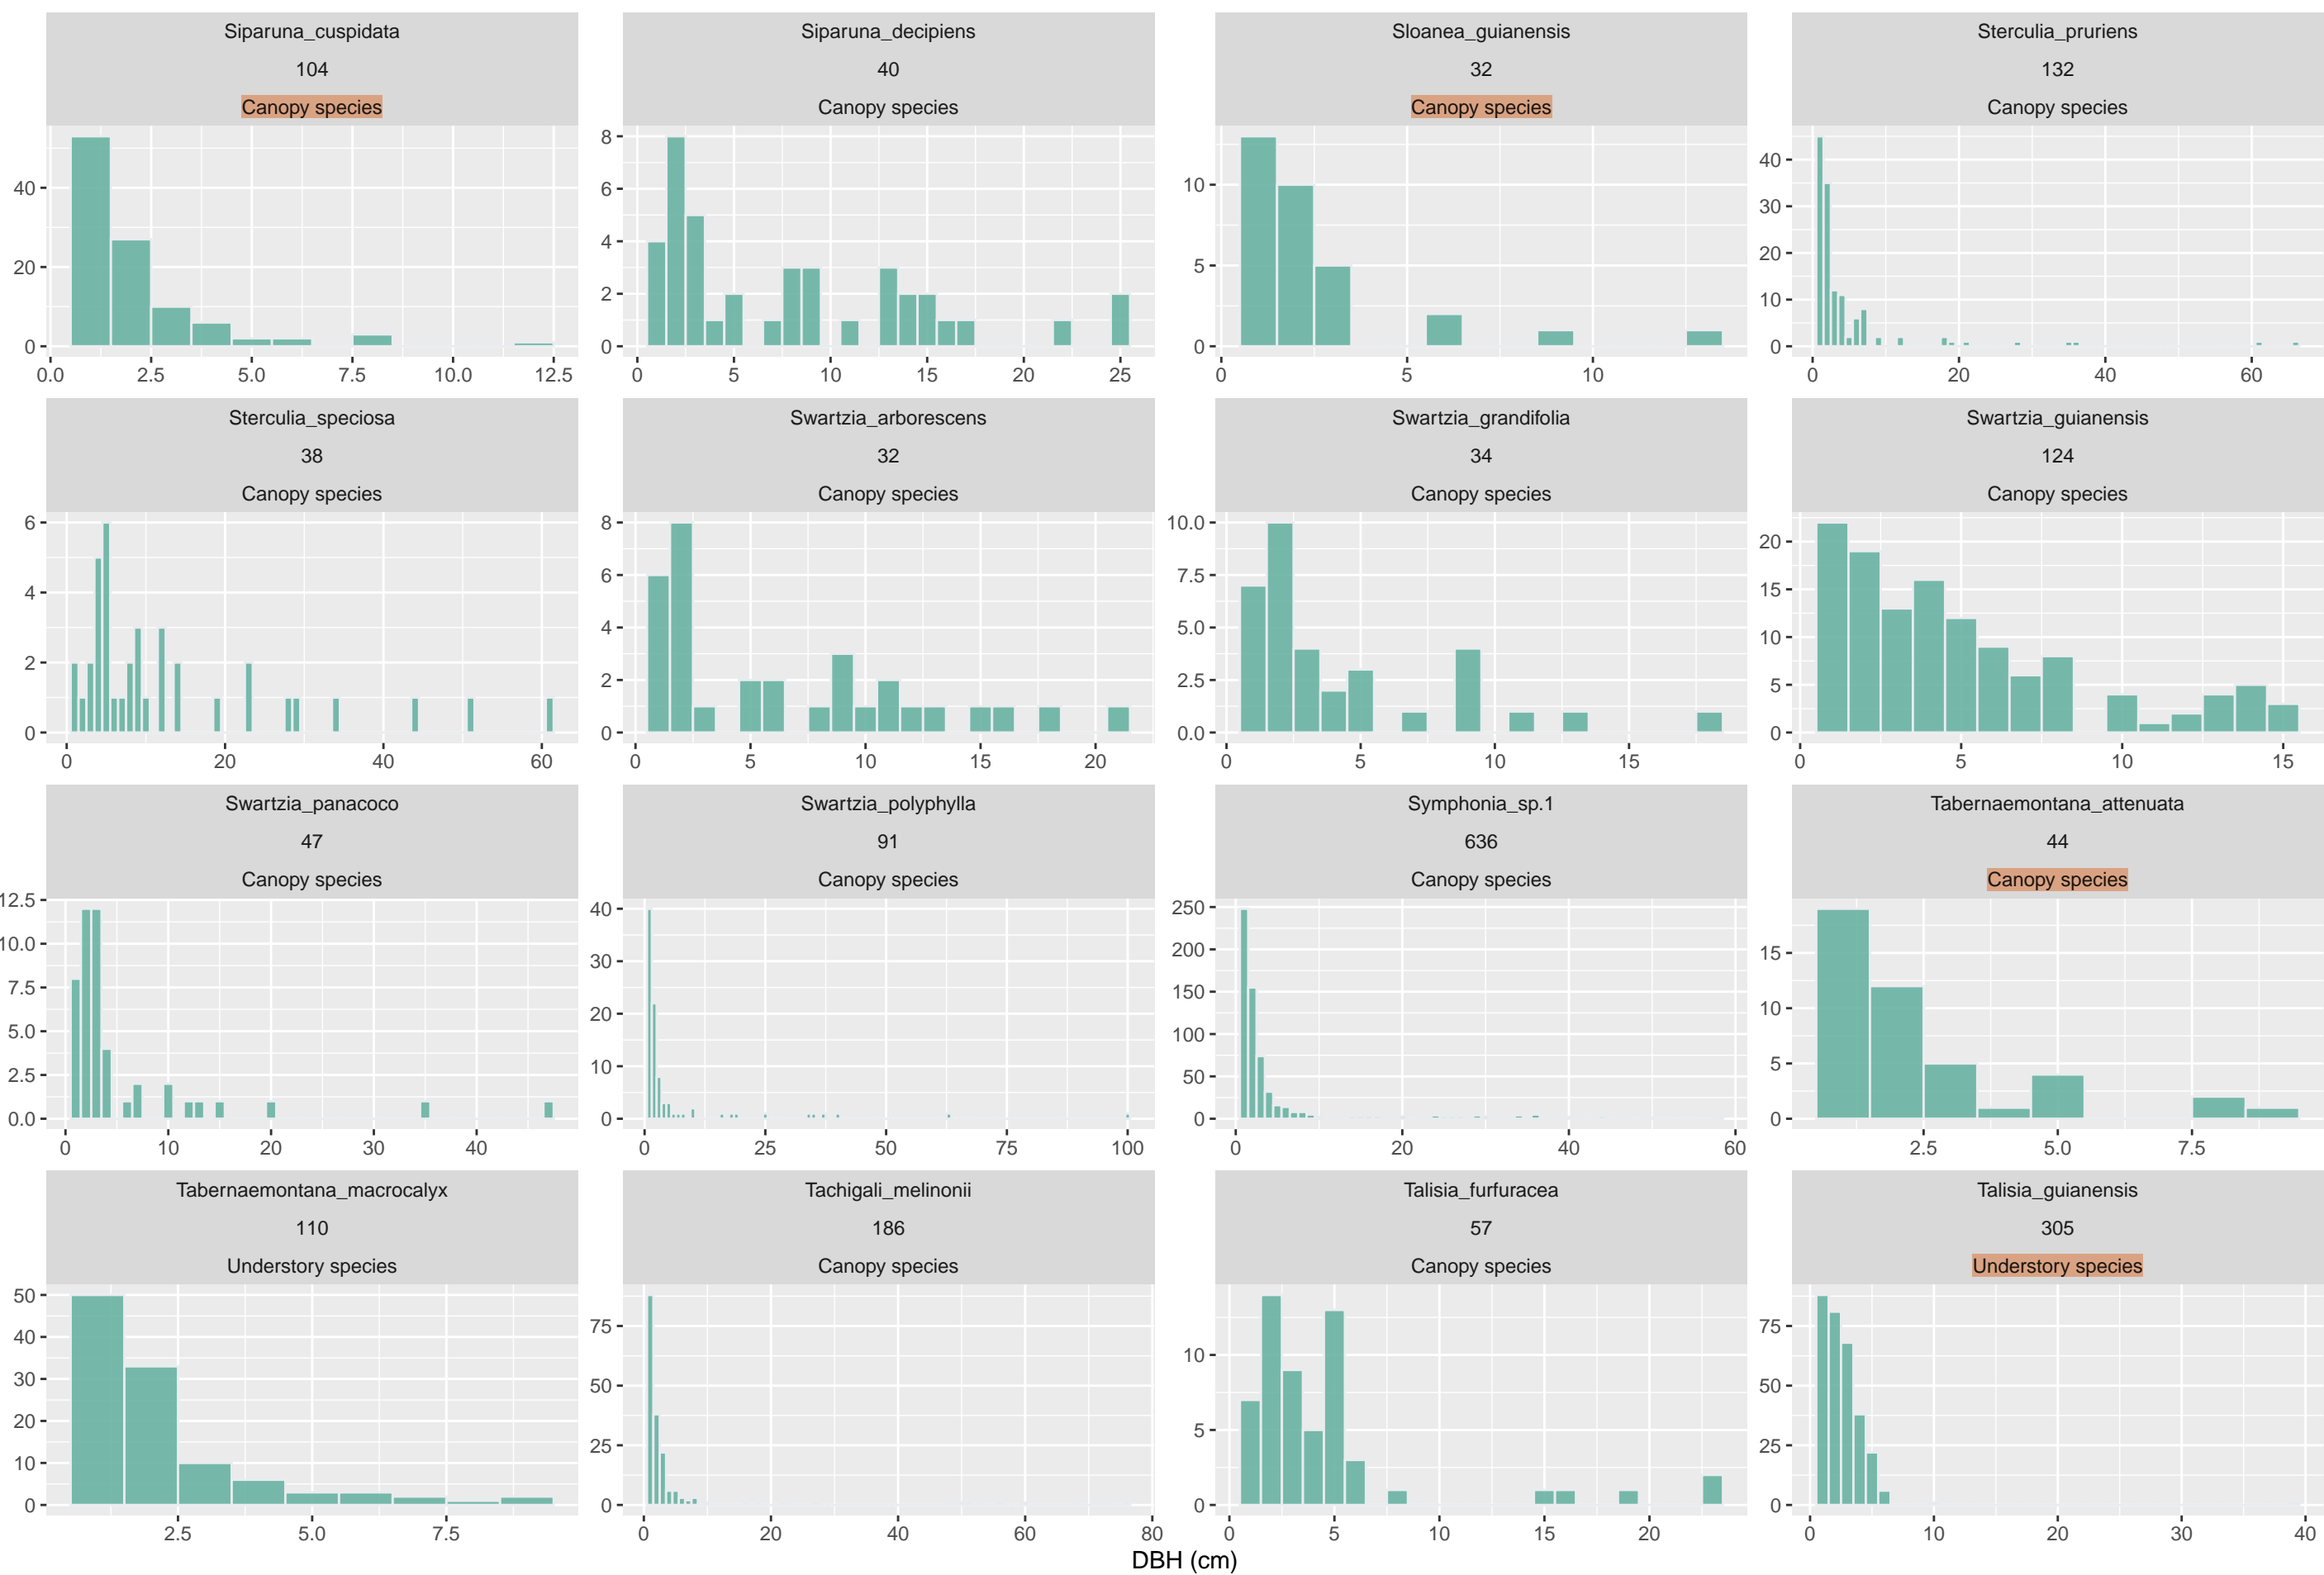 Siparuna_cuspidata
104
Canopy species
Siparuna_decipiens
40
Canopy species
Sloanea_guianensis
32
Canopy species
Sterculia_pruriens
132
Canopy species
40
20
0
0.0 2.5 5.0 7.5 10.0 12.5
8
6
4
2
0
0 5 10 15 20 25
10
5
0
0 5 10
40
30
20
10
0
0 20 40 60
Sterculia_speciosa
38
Canopy species
Swartzia_arborescens
32
Canopy species
Swartzia_grandifolia
34
Canopy species
Swartzia_guianensis
124
Canopy species
6
4
2
0
0 20 40 60
8
6
4
2
0
0 5 10 15 20
10.0
7.5
5.0
2.5
0.0
0 5 10 15
20
15
10
5
0
0 5 10 15
Swartzia_panacoco
47
Canopy species
Swartzia_polyphylla
91
Canopy species
Symphonia_sp.1
636
Canopy species
Tabernaemontana_attenuata
44
Canopy species
12.5
10.0
7.5
5.0
2.5
0.0
0 10 20 30 40
40
30
20
10
0
0 25 50 75 100
250
200
150
100
50
0
0 20 40 60
15
10
5
0
2.5 5.0 7.5
Tabernaemontana_macrocalyx
110
Understory species
Tachigali_melinonii
186
Canopy species
Talisia_furfuracea
57
Canopy species
Talisia_guianensis
305
Understory species
50
40
30
20
10
0
2.5 5.0 7.5
75
50
25
0
0 20 40 60 80
10
5
0
0 5 10 15 20
75
50
25
0
0 10 20 30 40
DBH (cm)